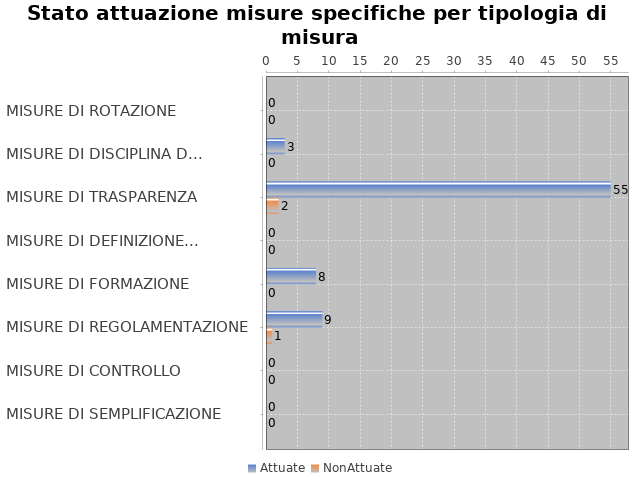 Stato attuazione misure specifiche per tipologia di
misura
0 5 10 15 20 25 30 35 40 45 50 55
MISURE DI ROTAZIONE
0
0
MISURE DI DISCIPLINA D...
3
0
MISURE DI TRASPARENZA
55
2
MISURE DI DEFINIZIONE...
0
0
MISURE DI FORMAZIONE
8
0
MISURE DI REGOLAMENTAZIONE
9
1
MISURE DI CONTROLLO
0
0
MISURE DI SEMPLIFICAZIONE
0
0
Attuate NonAttuate